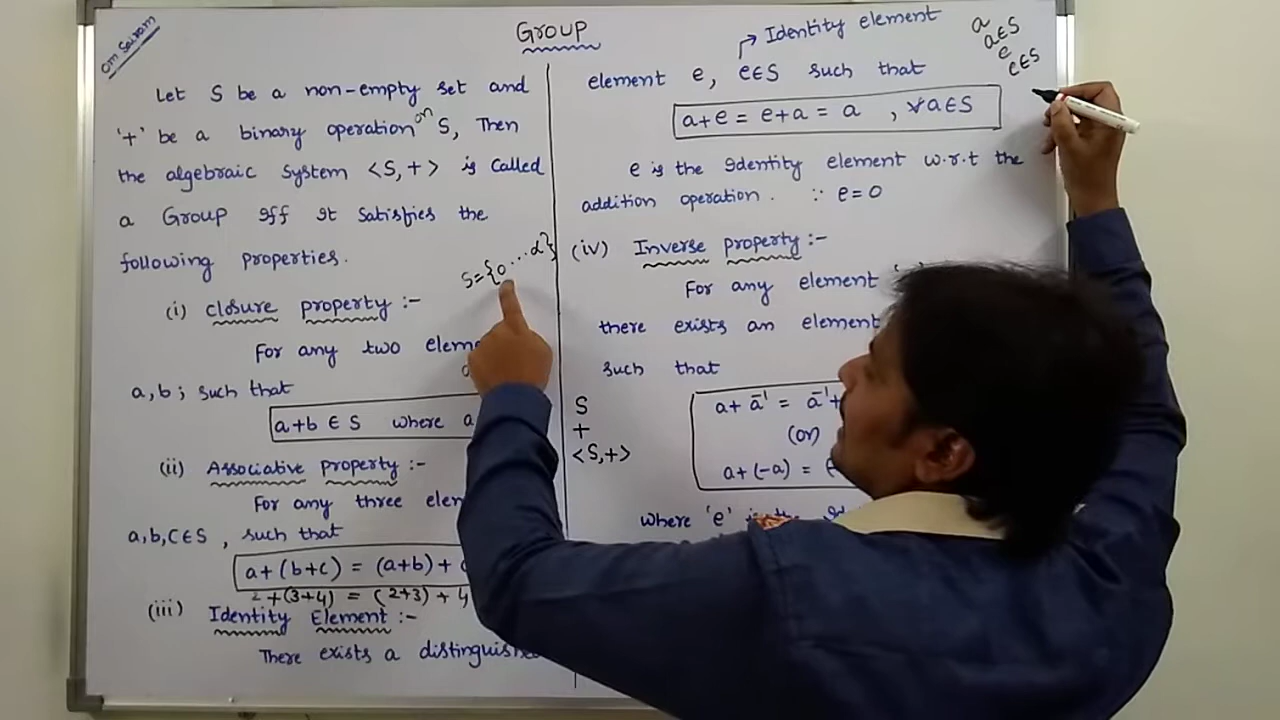 Om Sairam
Group
Let S be a non-empty set and
'+' be a binary operation on S, Then
the algebraic System <S,+> is called
a Group iff It Satisfies the
following properties.
(i) Closure property :-
For any two
a, b ; such that
a+b ∈ S where
(ii) Associative property :-
For any three
a,b,c∈S , such that
a+(b+c) = (a+b) +
2+(3+4) = (2+3) + 4
(iii) Identity Element :-
There exists a
S={0...∞}
Identity element
element e, e∈S such that
a+e = e+a = a , ∀a∈S
e is the Identity element w.r.t the
addition operation. ∵ e=0
(iv) Inverse property :-
For any element
there exists an element
such that
a+a⁻¹ = a⁻¹+
(or)
a+(-a) =
where 'e' is the
S
+
<S,+>
a
a∈S
e
e∈S